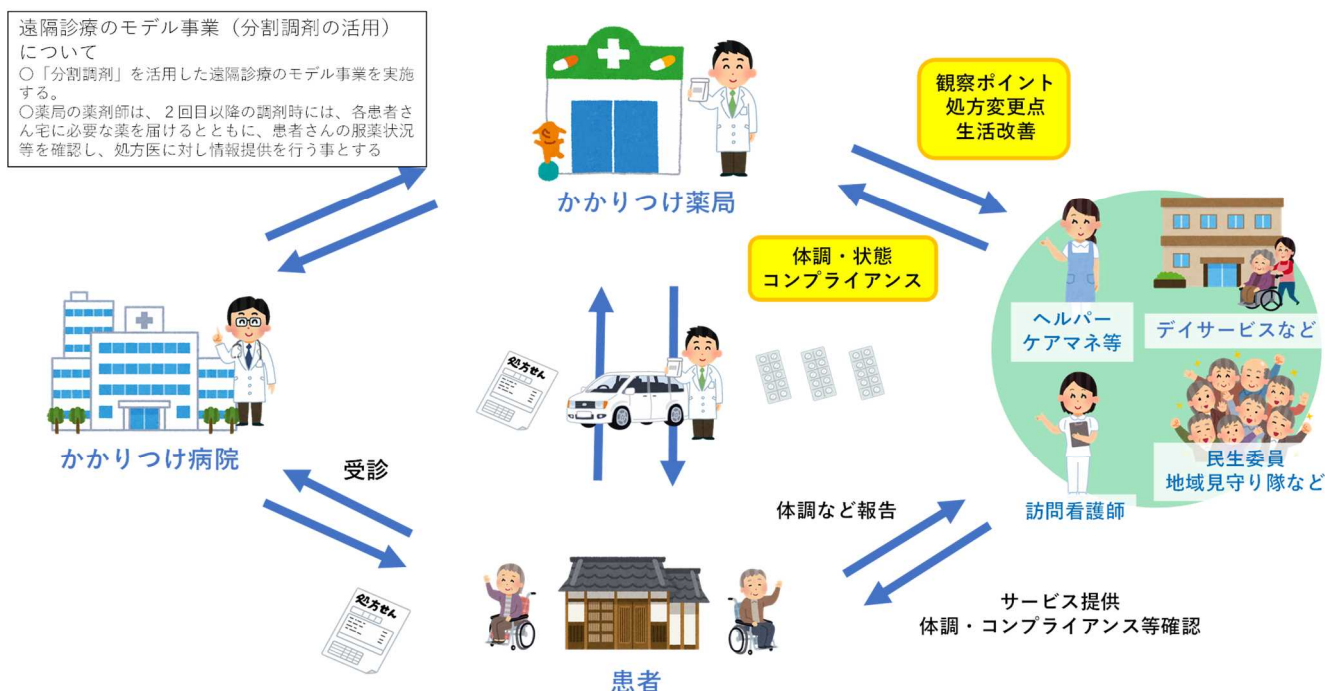 遠隔診療のモデル事業（分割調剤の活用）
について
○「分割調剤」を活用した遠隔診療のモデル事業を実施
する。
○薬局の薬剤師は、２回目以降の調剤時には、各患者さ
ん宅に必要な薬を届けるとともに、患者さんの服薬状況
等を確認し、処方医に対し情報提供を行う事とする
かかりつけ薬局
観察ポイント
処方変更点
生活改善
体調・状態
コンプライアンス
ヘルパー
ケアマネ等
デイサービスなど
処方せん
かかりつけ病院
受診
民生委員
地域見守り隊など
訪問看護師
体調など報告
処方せん
サービス提供
体調・コンプライアンス等確認
患者